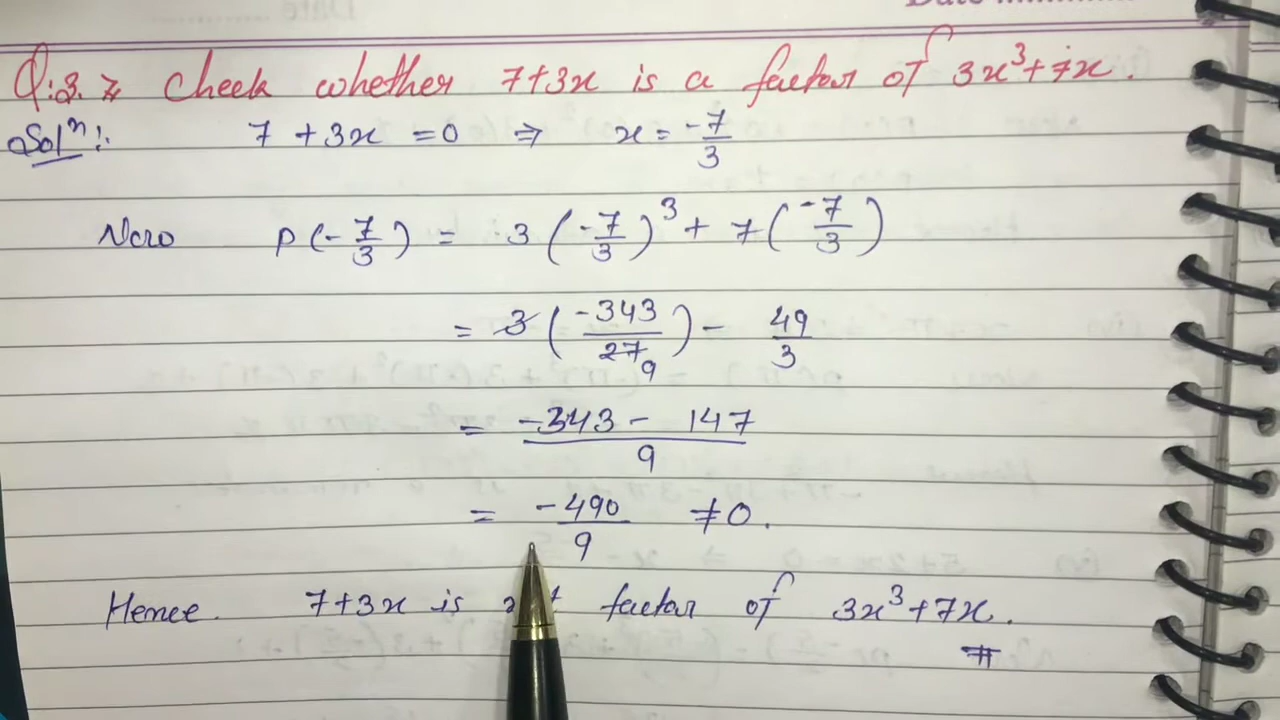 Date
Q:3.> Check whether 7+3x is a factor of 3x³+7x.
Solⁿ:. 7 + 3x = 0 ⇒ x = -7/3
Now p(-7/3) = 3(-7/3)³ + 7(-7/3)
= 3(-343/27 9) - 49/3
= -343 - 147/9
= -490/9 ≠ 0.
Hence. 7+3x is factor of 3x³+7x.
#